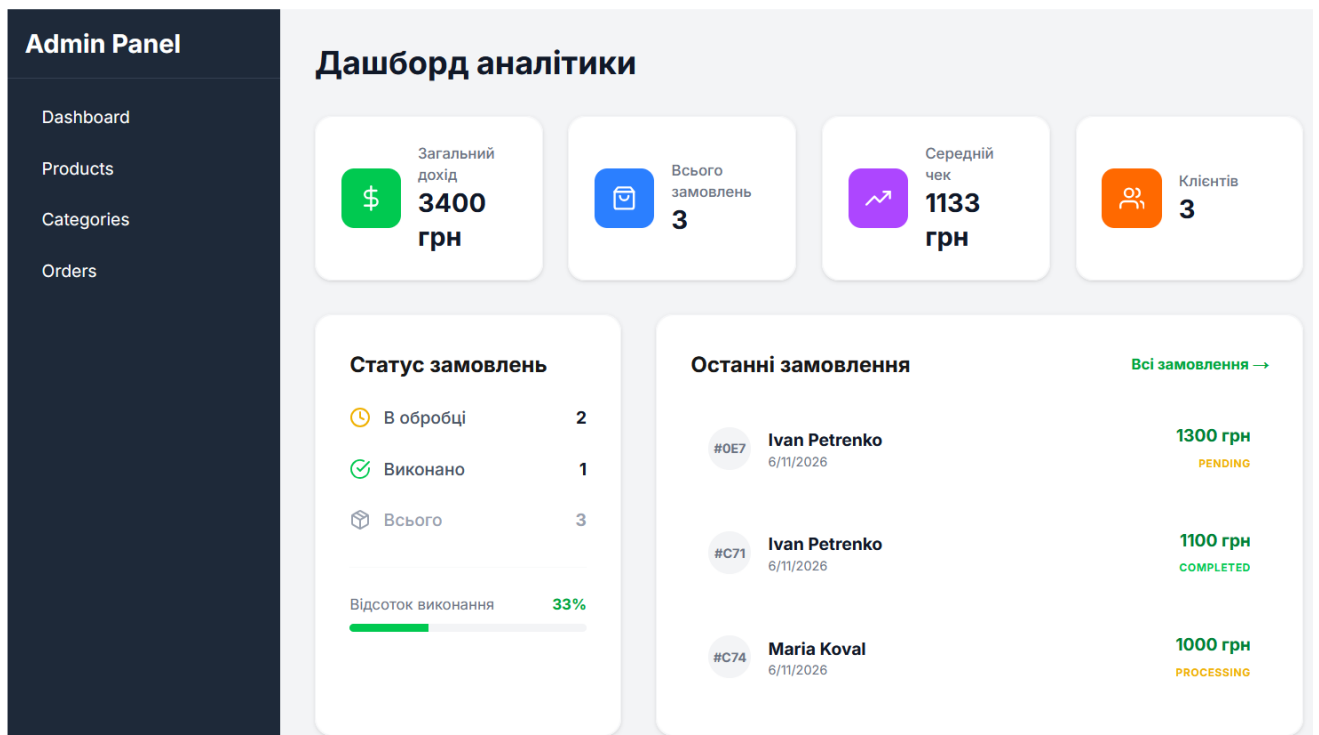 Admin Panel
Dashboard
Products
Categories
Orders
Дашборд аналітики
Загальний
дохід
3400
грн
Всього
замовлень
3
Середній
чек
1133
грн
Клієнтів
3
Статус замовлень
В обробці 2
Виконано 1
Всього 3
Відсоток виконання 33%
Останні замовлення
Всі замовлення →
#0E7
Ivan Petrenko
6/11/2026
1300 грн
PENDING
#C71
Ivan Petrenko
6/11/2026
1100 грн
COMPLETED
#C74
Maria Koval
6/11/2026
1000 грн
PROCESSING